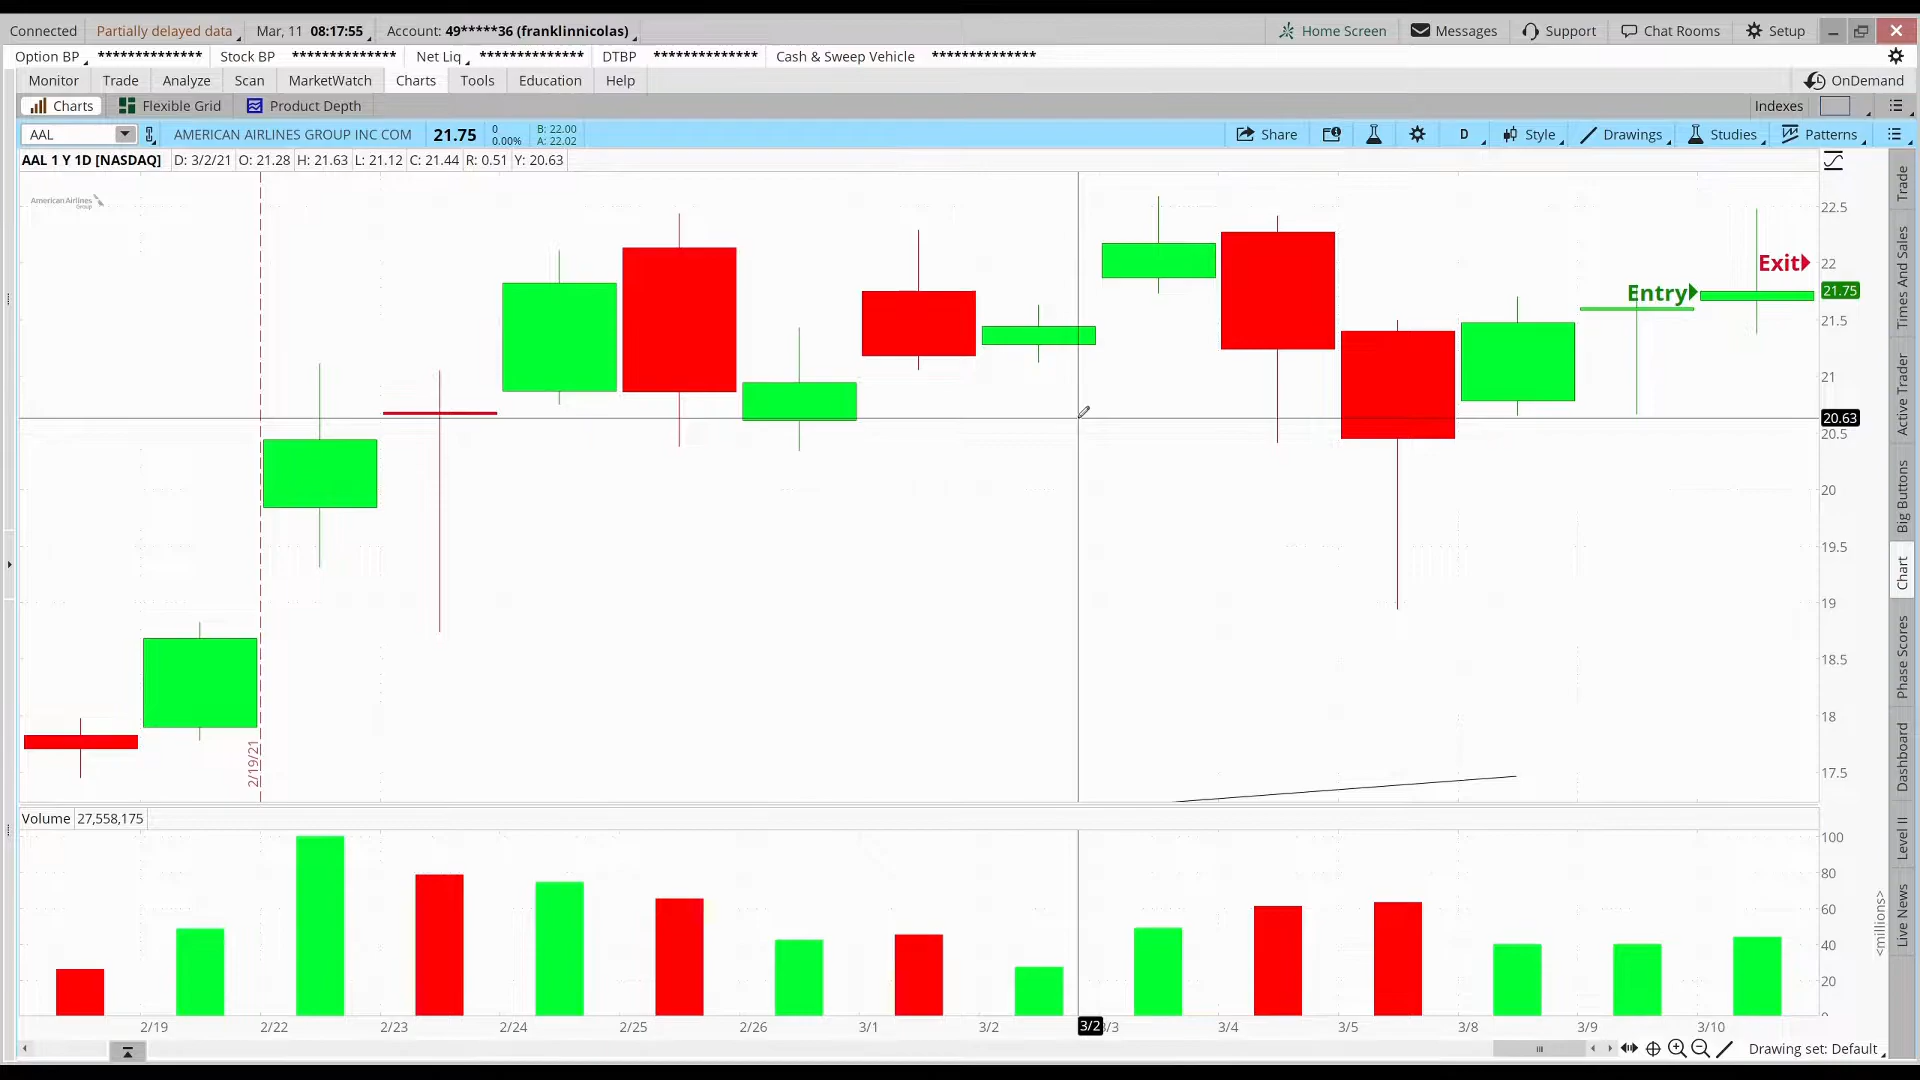 Connected Partially delayed data Mar, 11 08:17:55 Account: 49*****36 (franklinnicolas) Home Screen Messages Support Chat Rooms Setup
Option BP ************** Stock BP ************** Net Liq ************** DTBP ************** Cash & Sweep Vehicle **************
Monitor Trade Analyze Scan MarketWatch Charts Tools Education Help OnDemand
Charts Flexible Grid Product Depth Indexes
AAL AMERICAN AIRLINES GROUP INC COM 21.75 0 0.00% B: 22.00 A: 22.02 Share D Style Drawings Studies Patterns
AAL 1 Y 1D [NASDAQ] D: 3/2/21 O: 21.28 H: 21.63 L: 21.12 C: 21.44 R: 0.51 Y: 20.63
American Airlines
Group
22.5
Exit 22
Entry 21.75
21.5
21
20.63
20.5
20
19.5
19
18.5
18
17.5
2/19/21
Volume 27,558,175
100
80
60
40
20
0
<millions>
2/19 2/22 2/23 2/24 2/25 2/26 3/1 3/2 3/2 /3 3/4 3/5 3/8 3/9 3/10
Drawing set: Default
Trade
Times And Sales
Active Trader
Big Buttons
Chart
Phase Scores
Dashboard
Level II
Live News